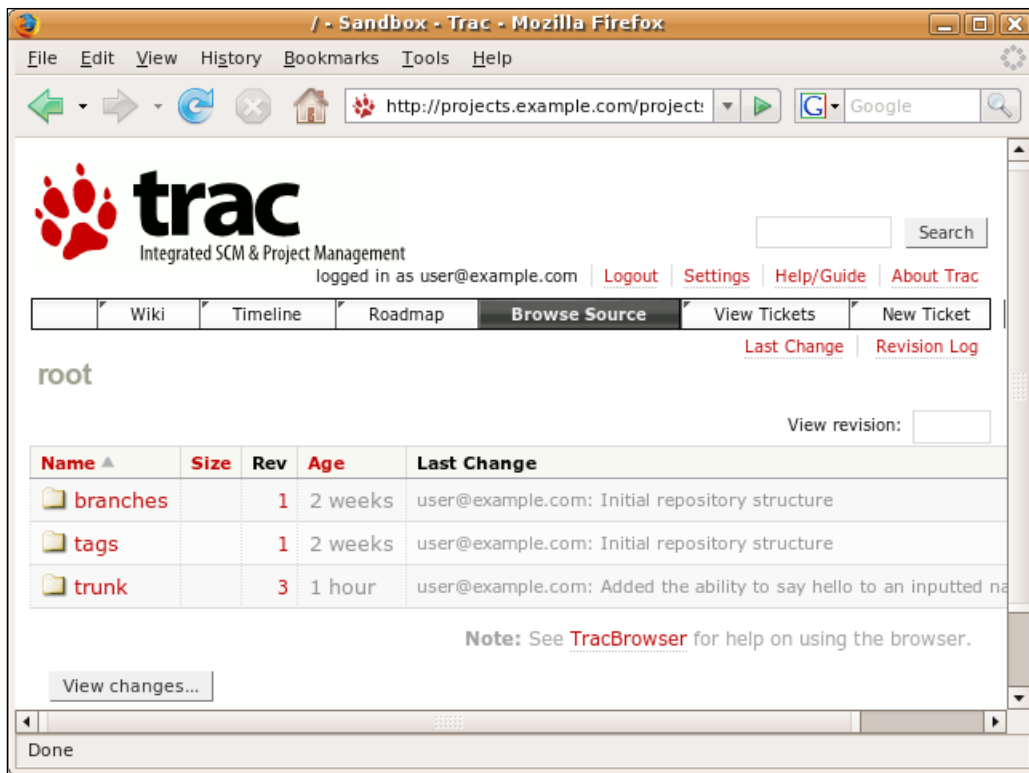 / - Sandbox - Trac - Mozilla Firefox
File Edit View History Bookmarks Tools Help
http://projects.example.com/project: G Google
trac
Integrated SCM & Project Management
Search
logged in as user@example.com Logout Settings Help/Guide About Trac
Wiki Timeline Roadmap Browse Source View Tickets New Ticket
Last Change Revision Log
root
View revision:
Name Size Rev Age Last Change
branches 1 2 weeks user@example.com: Initial repository structure
tags 1 2 weeks user@example.com: Initial repository structure
trunk 3 1 hour user@example.com: Added the ability to say hello to an inputted na
Note: See TracBrowser for help on using the browser.
View changes...
Done